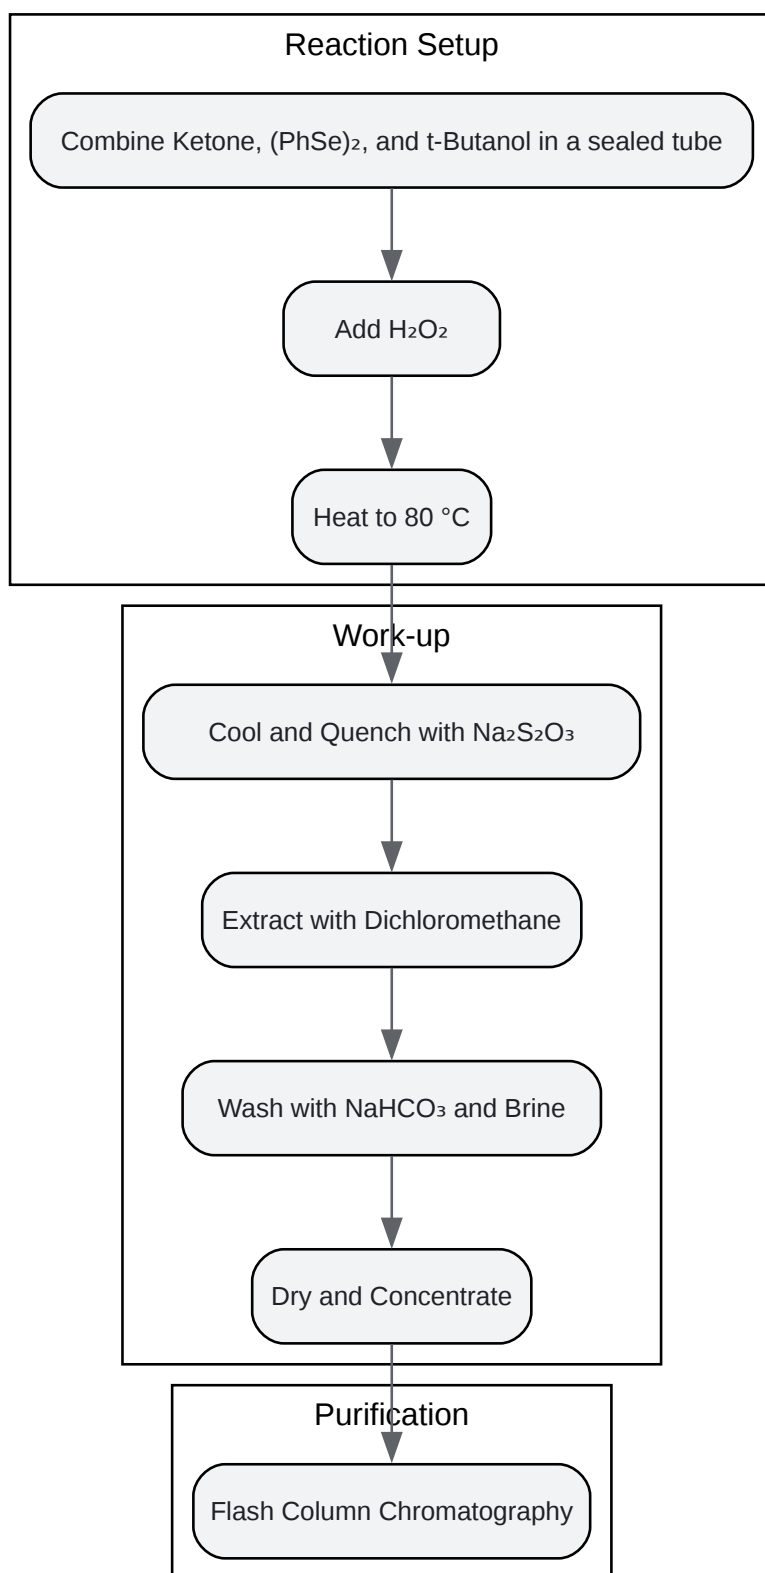 Reaction Setup
Combine Ketone, (PhSe)₂, and t-Butanol in a sealed tube
Add H₂O₂
Heat to 80 °C
Work-up
Cool and Quench with Na₂S₂O₃
Extract with Dichloromethane
Wash with NaHCO₃ and Brine
Dry and Concentrate
Purification
Flash Column Chromatography